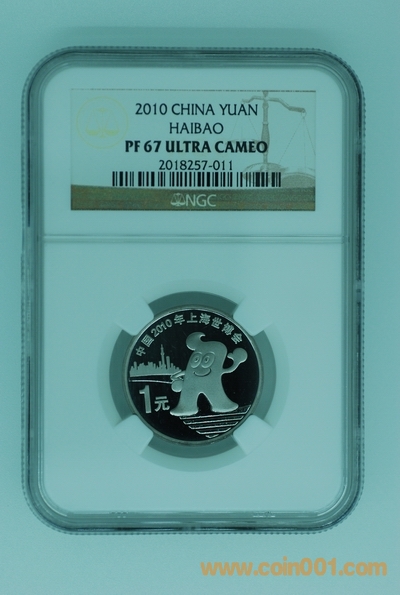 2010 CHINA YUAN
HAIBAO
PF 67 ULTRA CAMEO
2018257-011
NGC
中国2010年上海世博会
1元
www.coin001.com